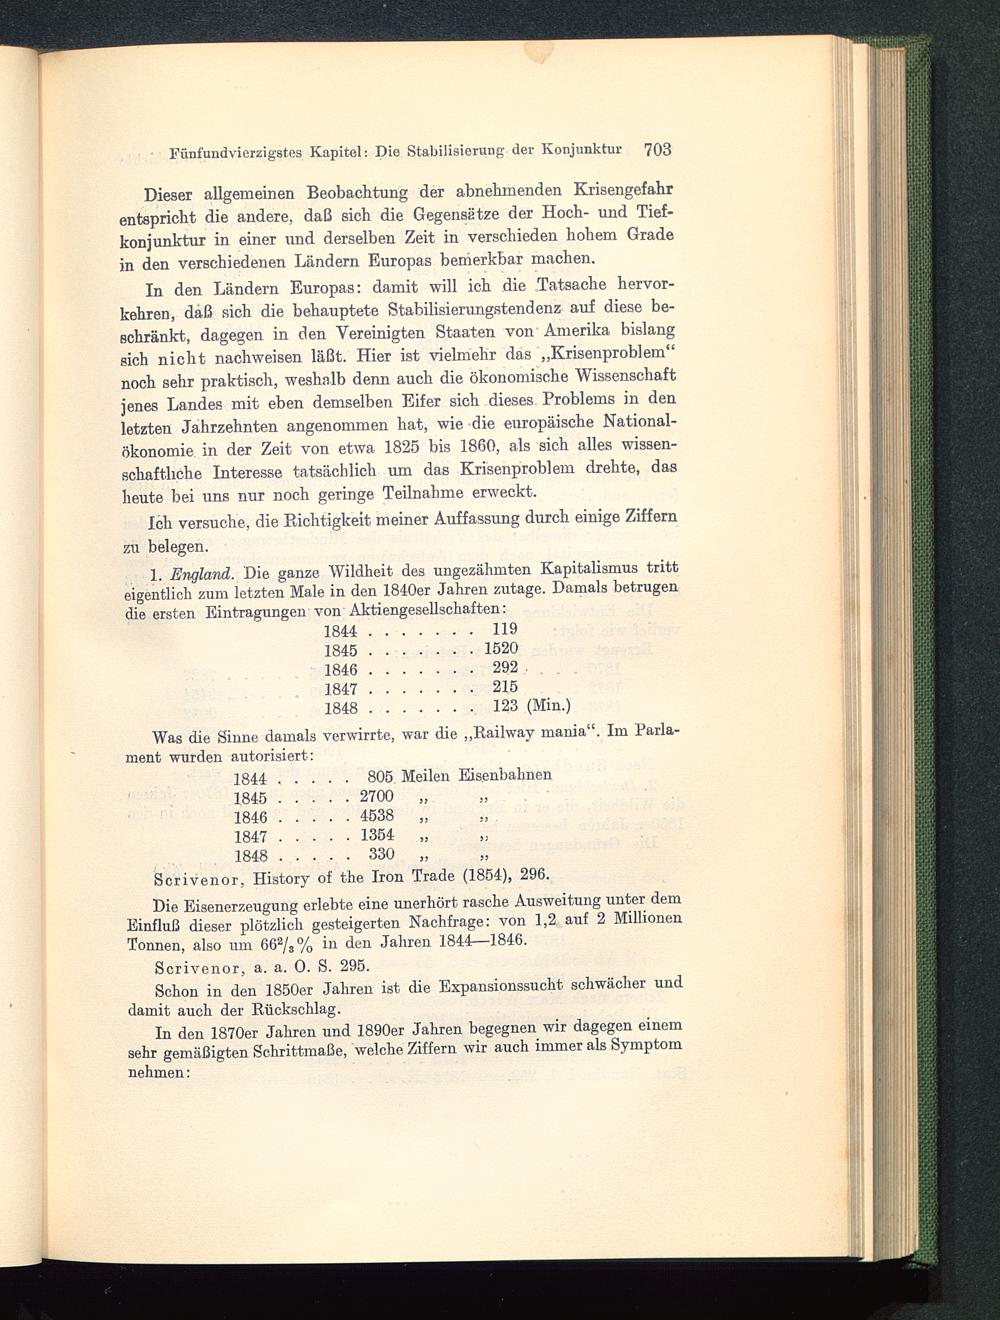 Fünfundvierzigstes Kapitel: Die Stabilisierung der Konjunktur 703
Dieser allgemeinen Beobachtung der abnehmenden Krisengefahr
entspricht die andere, daß sich die Gegensätze der Hoch- und Tief-
konjunktur in einer und derselben Zeit in verschieden hohem Grade
in den verschiedenen Ländern Europas bemerkbar machen.
In den Ländern Europas: damit will ich die Tatsache hervor-
kehren, daß sich die behauptete Stabilisierungstendenz auf diese be-
schränkt, dagegen in den Vereinigten Staaten von Amerika bislang
sich nicht nachweisen läßt. Hier ist vielmehr das „Krisenproblem“
noch sehr praktisch, weshalb denn auch die ökonomische Wissenschaft
jenes Landes mit eben demselben Eifer sich dieses Problems in den
letzten Jahrzehnten angenommen hat, wie die europäische National-
ökonomie in der Zeit von etwa 1825 bis 1860, als sich alles wissen-
schaftliche Interesse tatsächlich um das Krisenproblem drehte, das
heute bei uns nur noch geringe Teilnahme erweckt.
Ich versuche, die Richtigkeit meiner Auffassung durch einige Ziffern
zu belegen.
1. England. Die ganze Wildheit des ungezähmten Kapitalismus tritt
eigentlich zum letzten Male in den 1840er Jahren zutage. Damals betrugen
die ersten Eintragungen von Aktiengesellschaften:
1844 . . . . . . . 119
1845 . . . . . . . 1520
1846 . . . . . . . 292
1847 . . . . . . . 215
1848 . . . . . . . 123 (Min.)
Was die Sinne damals verwirrte, war die „Railway mania“. Im Parla-
ment wurden autorisiert:
1844 . . . . . 805 Meilen Eisenbahnen
1845 . . . . . 2700 „ „
1846 . . . . . 4538 „ „
1847 . . . . . 1354 „ „
1848 . . . . . 330 „ „
Scrivenor, History of the Iron Trade (1854), 296.
Die Eisenerzeugung erlebte eine unerhört rasche Ausweitung unter dem
Einfluß dieser plötzlich gesteigerten Nachfrage: von 1,2 auf 2 Millionen
Tonnen, also um 66²/₃% in den Jahren 1844—1846.
Scrivenor, a. a. O. S. 295.
Schon in den 1850er Jahren ist die Expansionssucht schwächer und
damit auch der Rückschlag.
In den 1870er Jahren und 1890er Jahren begegnen wir dagegen einem
sehr gemäßigten Schrittmaße, welche Ziffern wir auch immer als Symptom
nehmen: